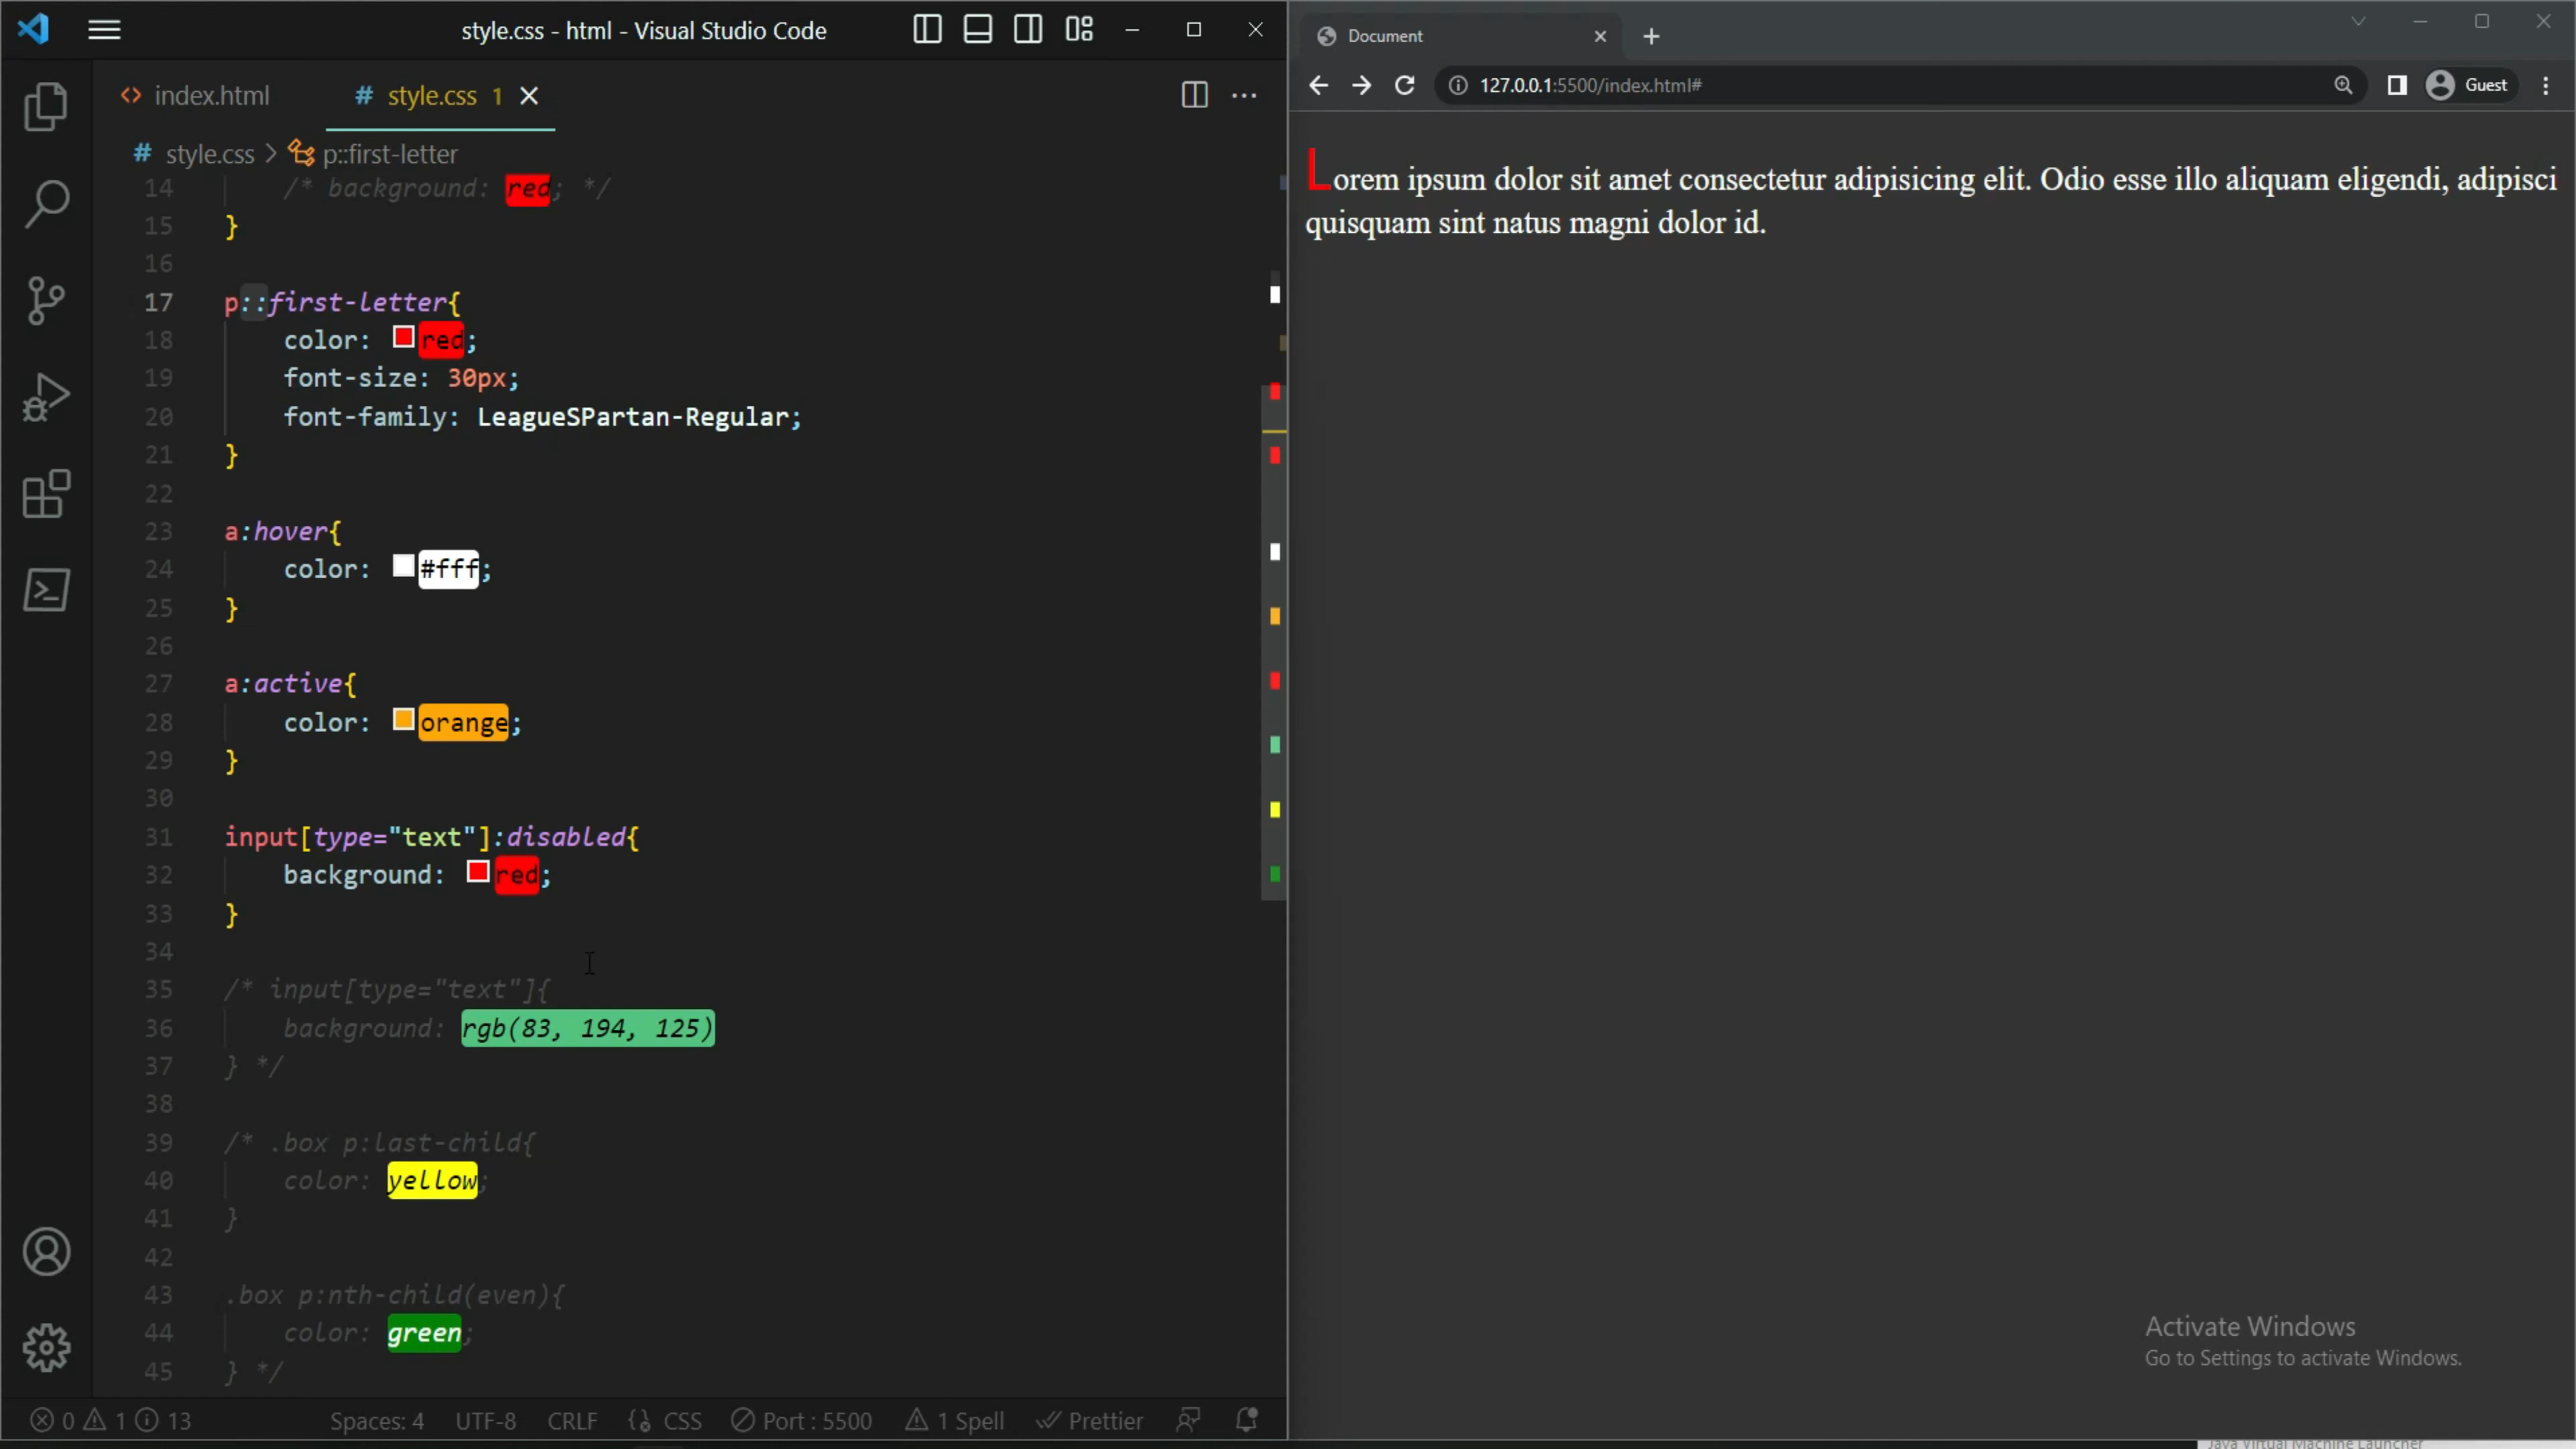 style.css - html - Visual Studio Code
index.html
# style.css 1
# style.css > p::first-letter
14 /* background: red; */
15 }
16
17 p::first-letter{
18 color: red;
19 font-size: 30px;
20 font-family: LeagueSPartan-Regular;
21 }
22
23 a:hover{
24 color: #fff;
25 }
26
27 a:active{
28 color: orange;
29 }
30
31 input[type="text"]:disabled{
32 background: red;
33 }
34
35 /* input[type="text"]{
36 background: rgb(83, 194, 125)
37 } */
38
39 /* .box p:last-child{
40 color: yellow;
41 }
42
43 .box p:nth-child(even){
44 color: green;
45 } */
0 1 13 Spaces: 4 UTF-8 CRLF CSS Port : 5500 1 Spell Prettier
Document
127.0.0.1:5500/index.html#
Guest
Lorem ipsum dolor sit amet consectetur adipisicing elit. Odio esse illo aliquam eligendi, adipisci
quisquam sint natus magni dolor id.
Activate Windows
Go to Settings to activate Windows.
Java Virtual Machine Launcher